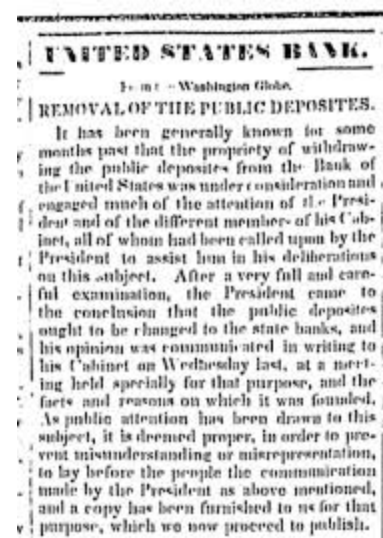 UNITED STATES BANK.
From the Washington Globe.
REMOVAL OF THE PUBLIC DEPOSITES.
It has been generally known for some
months past that the propriety of withdraw-
ing the public deposites from the Bank of
the United States was under consideration and
engaged much of the attention of the Presi-
dent and of the different members of his Cab-
inet, all of whom had been called upon by the
President to assist him in his deliberations
on this subject. After a very full and care-
ful examination, the President came to
the conclusion that the public deposites
ought to be changed to the state banks, and
his opinion was communicated in writing to
his Cabinet on Wednesday last, at a meet-
ing held specially for that purpose, and the
facts and reasons on which it was founded.
As public attention has been drawn to this
subject, it is deemed proper, in order to pre-
vent misunderstanding or misrepresentation,
to lay before the people the communication
made by the President as above mentioned,
and a copy has been furnished to us for that
purpose, which we now proceed to publish.